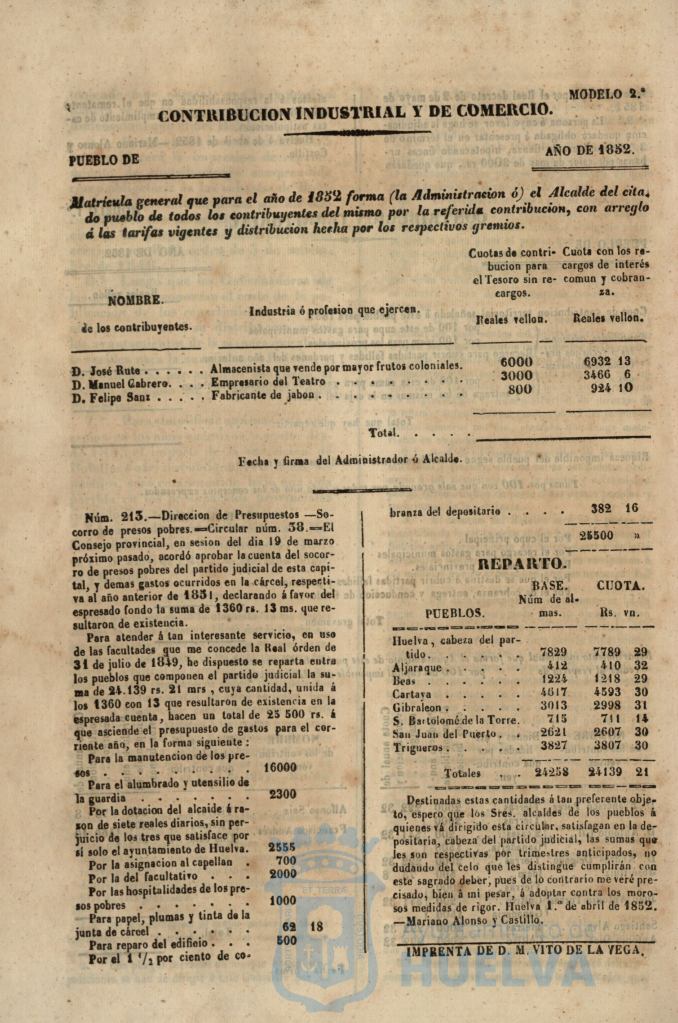 MODELO 2.º
CONTRIBUCION INDUSTRIAL Y DE COMERCIO.
PUEBLO DE
AÑO DE 1852.
Matrícula general que para el año de 1852 forma (la Administracion ó) el Alcalde del cita-
do pueblo de todos los contribuyentes del mismo por la referida contribucion, con arreglo
á las tarifas vigentes y distribucion hecha por los respectivos gremios.
NOMBRE.
de los contribuyentes.
Industria ó profesion que ejercen.
Cuotas de contri-
bucion para
el Tesoro sin re-
cargos.
Reales vellon.
Cuota con los re-
cargos de interés
comun y cobran-
za.
Reales vellon.
D. José Rute . . . . . . Almacenista que vende por mayor frutos coloniales. 6000 6932 13
D. Manuel Cabrero. . . . Empresario del Teatro . . . . . . . . 3000 3466 6
D. Felipe Sanz . . . . . Fabricante de jabon . . . . . . . . . 800 924 10
Total. . . . .
Fecha y firma del Administrador ó Alcalde.
Núm. 213.—Direccion de Presupuestos —So-
corro de presos pobres.=Circular núm. 38.=El
Consejo provincial, en sesion del dia 19 de marzo
próximo pasado, acordó aprobar la cuenta del socor-
ro de presos pobres del partido judicial de esta capi-
tal, y demas gastos ocurridos en la cárcel, respecti-
va al año anterior de 1851, declarando á favor del
espresado fondo la suma de 1360 rs. 13 ms. que re-
sultaron de existencia.
Para atender á tan interesante servicio, en uso
de las facultades que me concede la Real órden de
31 de julio de 1849, he dispuesto se reparta entra
los pueblos que componen el partido judicial la su-
ma de 24.139 rs. 21 mrs , cuya cantidad, unida á
los 1360 con 13 que resultaron de existencia en la
espresada cuenta, hacen un total de 25 500 rs. á
que asciende el presupuesto de gastos para el cor-
riente año, en la forma siguiente :
Para la manutencion de los pre-
sos . . . . . . . . . 16000
Para el alumbrado y utensilio de
la guardia . . . . . . . 2300
Por la dotacion del alcaide á ra-
zon de siete reales diarios, sin per-
juicio de los tres que satisface por
sí solo el ayuntamiento de Huelva. 2555
Por la asignacion al capellan . 700
Por la del facultativo . . . 2000
Por las hospitalidades de los pre-
sos pobres . . . . . . . 1000
Para papel, plumas y tinta de la
junta de cárcel . . . . . . 62 18
Para reparo del edificio . . . 500
Por el 1 1/2 por ciento de co-
branza del depositario . . . . 382 16
25500 »
REPARTO.
BASE. CUOTA.
Núm de al-
PUEBLOS. mas. Rs. vn.
Huelva, cabeza del par-
tido. . . . . . 7829 7789 29
Aljaraque . . . . . 412 410 32
Beas . . . . . . 1224 1218 29
Cartaya . . . . . 4617 4593 30
Gibraleon . . . . . 3013 2998 31
S. Bartolomé de la Torre. 715 711 14
San Juan del Puerto . . 2621 2607 30
Trigueros . . . . . 3827 3807 30
Totales . . 24258 24139 21
Destinadas estas cantidades á tan preferente obje-
to, espero que los Sres. alcaldes de los pueblos á
quienes vá dirigido esta circular, satisfagan en la de-
positaria, cabeza del partido judicial, las sumas que
les son respectivas por trimestres anticipados, no
dudando del celo que les distingue cumplirán con
este sagrado deber, pues de lo contrario me veré pre-
cisado, bien á mi pesar, á adoptar contra los moro-
sos medidas de rigor. Huelva 1.º de abril de 1852.
—Mariano Alonso y Castillo.
IMPRENTA DE D. M. VITO DE LA VEGA.
HUELVA